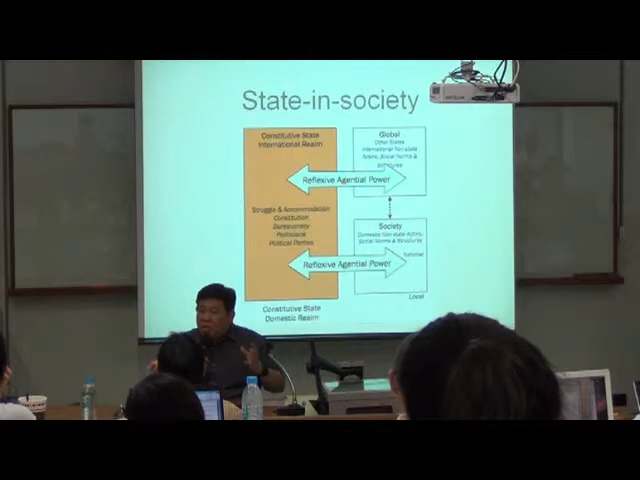 State-in-society
Constitutive State
International Realm
Global
Other States
International Non-state
Actors, Social Norms &
Structures
Reflexive Agential Power
Struggle & Accommodation
Constitution
Bureaucracy
Politicians
Political Parties
Society
Domestic Non-state Actors,
Social Norms & Structures
National
Reflexive Agential Power
Local
Constitutive State
Domestic Realm